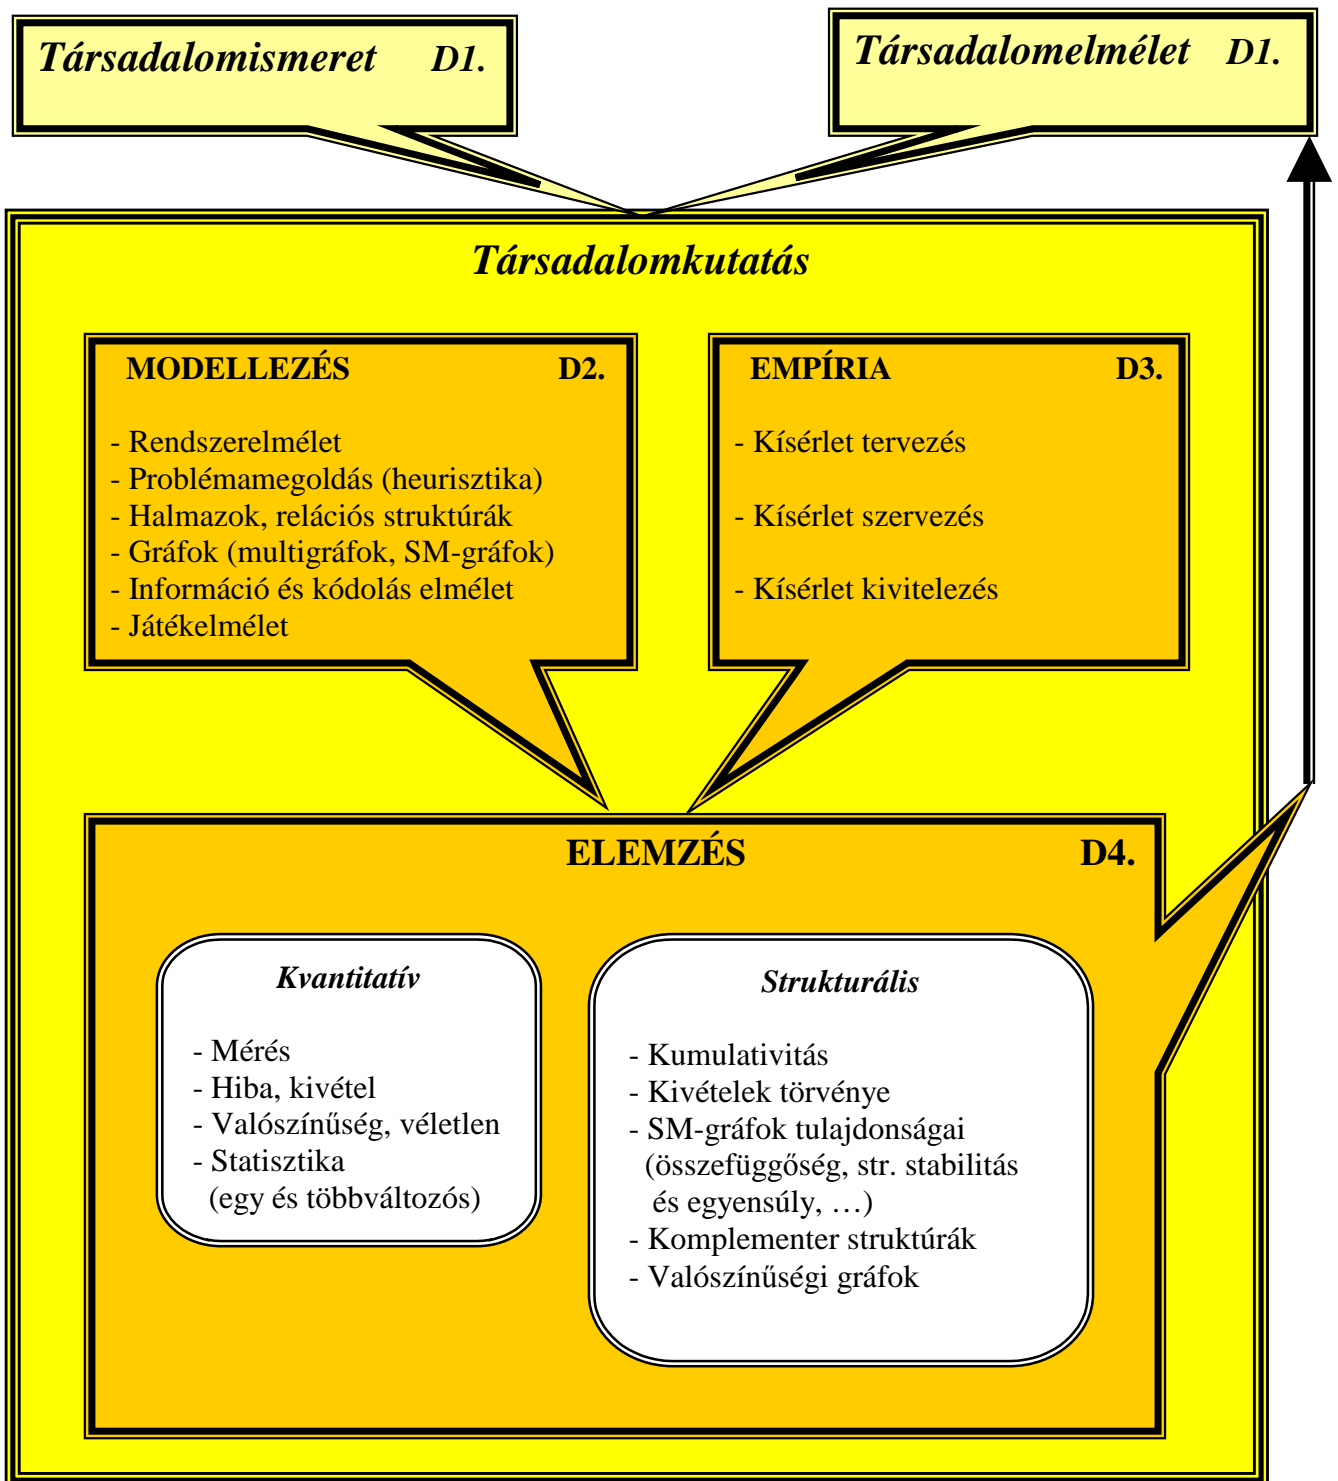 Társadalomismeret D1.
Társadalomelmélet D1.
Társadalomkutatás
MODELLEZÉS D2.
- Rendszerelmélet
- Problémamegoldás (heurisztika)
- Halmazok, relációs struktúrák
- Gráfok (multigráfok, SM-gráfok)
- Információ és kódolás elmélet
- Játékelmélet
EMPÍRIA D3.
- Kísérlet tervezés
- Kísérlet szervezés
- Kísérlet kivitelezés
ELEMZÉS D4.
Kvantitatív
- Mérés
- Hiba, kivétel
- Valószínűség, véletlen
- Statisztika
(egy és többváltozós)
Strukturális
- Kumulativitás
- Kivételek törvénye
- SM-gráfok tulajdonságai
(összefüggőség, str. stabilitás
és egyensúly, …)
- Komplementer struktúrák
- Valószínűségi gráfok